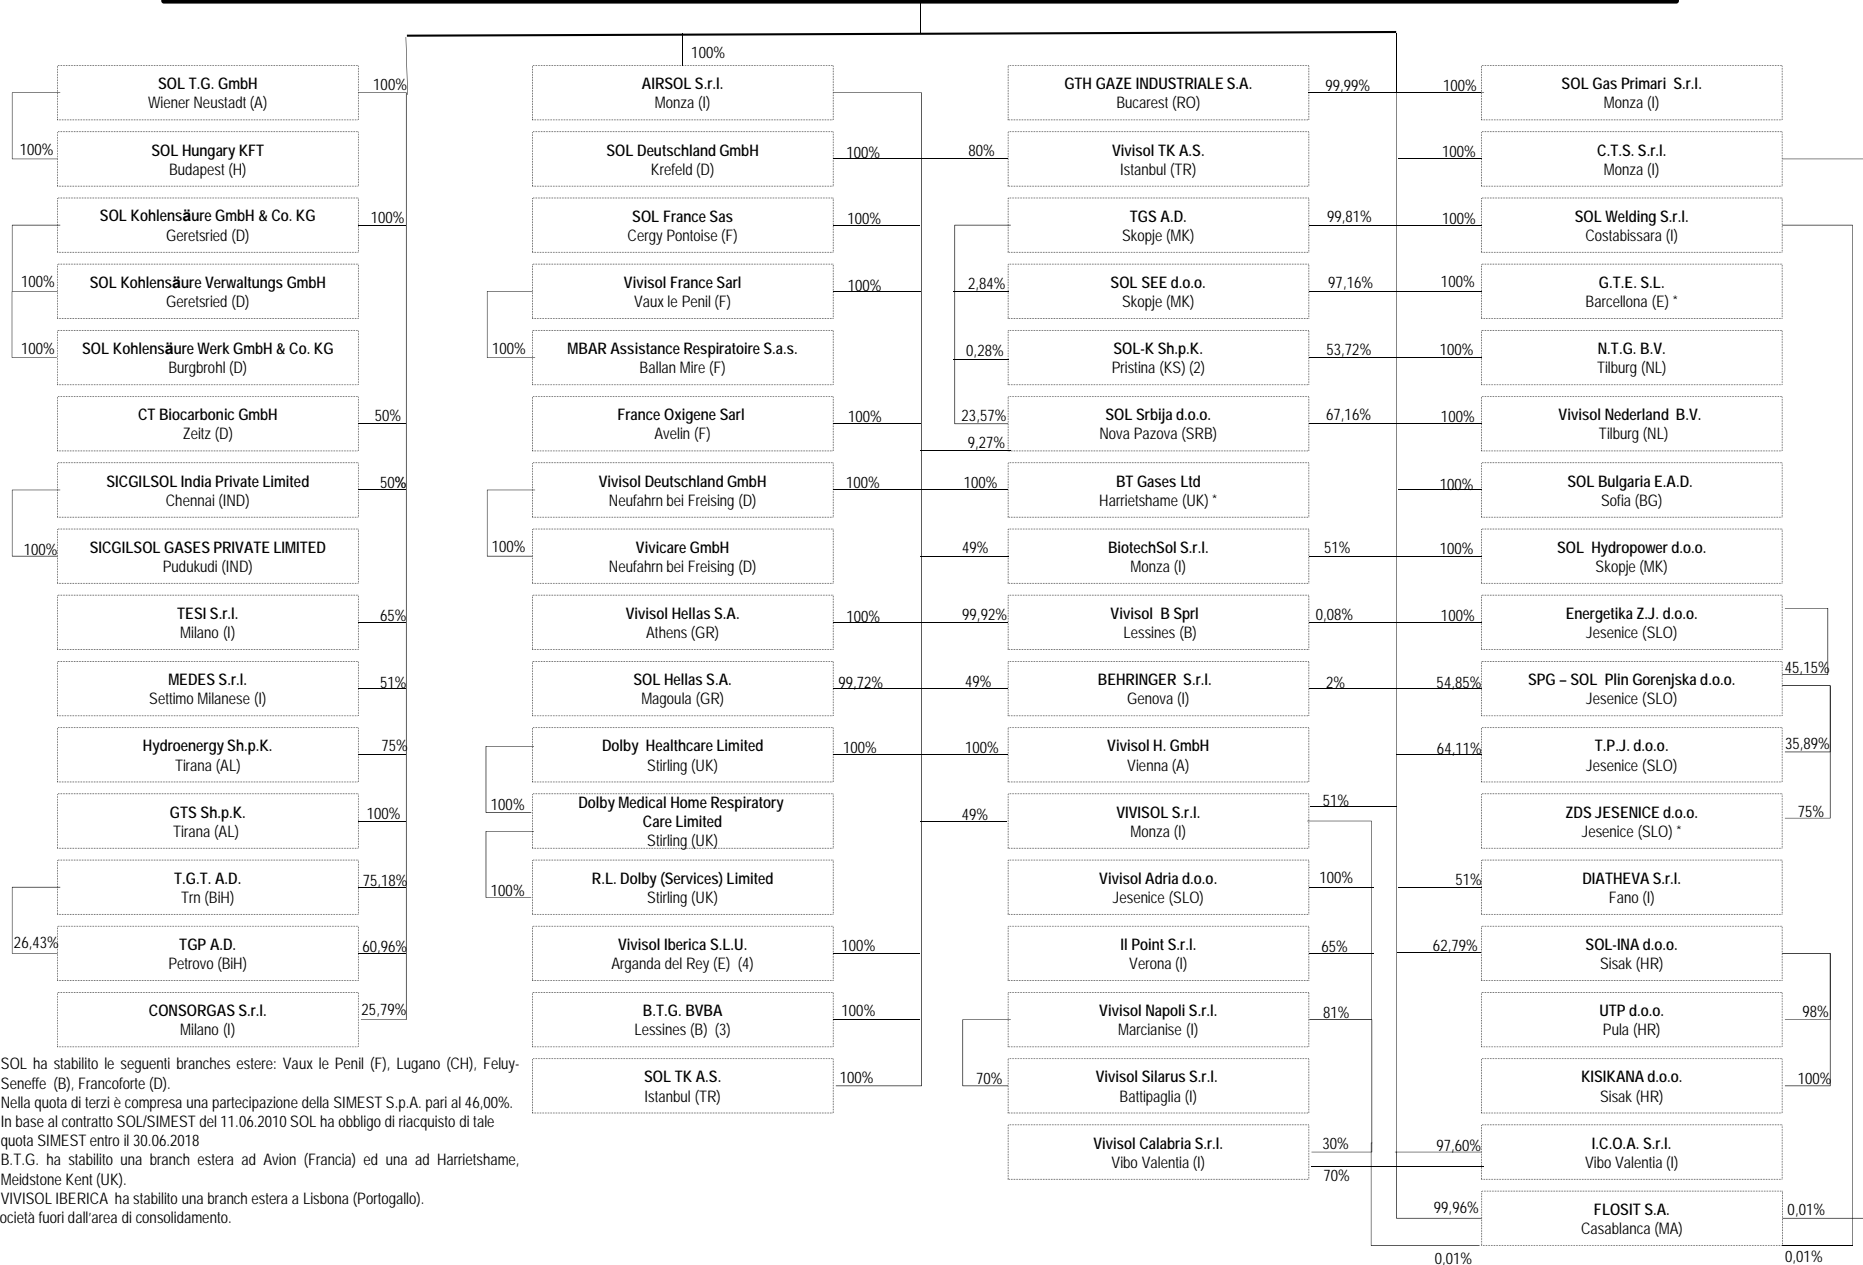 100%
SOL T.G. GmbH
Wiener Neustadt (A)
100%
100%
SOL Hungary KFT
Budapest (H)
SOL Kohlensäure GmbH & Co. KG
Geretsried (D)
100%
100%
SOL Kohlensäure Verwaltungs GmbH
Geretsried (D)
100%
SOL Kohlensäure Werk GmbH & Co. KG
Burgbrohl (D)
CT Biocarbonic GmbH
Zeitz (D)
50%
SICGILSOL India Private Limited
Chennai (IND)
50%
100%
SICGILSOL GASES PRIVATE LIMITED
Pudukudi (IND)
TESI S.r.l.
Milano (I)
65%
MEDES S.r.l.
Settimo Milanese (I)
51%
Hydroenergy Sh.p.K.
Tirana (AL)
75%
GTS Sh.p.K.
Tirana (AL)
100%
T.G.T. A.D.
Trn (BiH)
75,18%
26,43%
TGP A.D.
Petrovo (BiH)
60,96%
CONSORGAS S.r.l.
Milano (I)
25,79%
SOL ha stabilito le seguenti branches estere: Vaux le Penil (F), Lugano (CH), Feluy-
Seneffe (B), Francoforte (D).
Nella quota di terzi è compresa una partecipazione della SIMEST S.p.A. pari al 46,00%.
In base al contratto SOL/SIMEST del 11.06.2010 SOL ha obbligo di riacquisto di tale
quota SIMEST entro il 30.06.2018
B.T.G. ha stabilito una branch estera ad Avion (Francia) ed una ad Harrietshame,
Meidstone Kent (UK).
VIVISOL IBERICA ha stabilito una branch estera a Lisbona (Portogallo).
ocietà fuori dall'area di consolidamento.
AIRSOL S.r.l.
Monza (I)
SOL Deutschland GmbH
Krefeld (D)
100%
SOL France Sas
Cergy Pontoise (F)
100%
Vivisol France Sarl
Vaux le Penil (F)
100%
100%
MBAR Assistance Respiratoire S.a.s.
Ballan Mire (F)
France Oxigene Sarl
Avelin (F)
100%
Vivisol Deutschland GmbH
Neufahrn bei Freising (D)
100%
100%
Vivicare GmbH
Neufahrn bei Freising (D)
Vivisol Hellas S.A.
Athens (GR)
100%
SOL Hellas S.A.
Magoula (GR)
99,72%
Dolby Healthcare Limited
Stirling (UK)
100%
100%
Dolby Medical Home Respiratory
Care Limited
Stirling (UK)
100%
R.L. Dolby (Services) Limited
Stirling (UK)
Vivisol Iberica S.L.U.
Arganda del Rey (E) (4)
100%
B.T.G. BVBA
Lessines (B) (3)
100%
SOL TK A.S.
Istanbul (TR)
100%
GTH GAZE INDUSTRIALE S.A.
Bucarest (RO)
99,99%
80%
Vivisol TK A.S.
Istanbul (TR)
TGS A.D.
Skopje (MK)
99,81%
2,84%
SOL SEE d.o.o.
Skopje (MK)
97,16%
0,28%
SOL-K Sh.p.K.
Pristina (KS) (2)
53,72%
23,57%
9,27%
SOL Srbija d.o.o.
Nova Pazova (SRB)
67,16%
100%
BT Gases Ltd
Harrietshame (UK) *
49%
BiotechSol S.r.l.
Monza (I)
51%
99,92%
Vivisol B Sprl
Lessines (B)
0,08%
49%
BEHRINGER S.r.l.
Genova (I)
2%
100%
Vivisol H. GmbH
Vienna (A)
49%
VIVISOL S.r.l.
Monza (I)
51%
Vivisol Adria d.o.o.
Jesenice (SLO)
100%
Il Point S.r.l.
Verona (I)
65%
Vivisol Napoli S.r.l.
Marcianise (I)
81%
70%
Vivisol Silarus S.r.l.
Battipaglia (I)
Vivisol Calabria S.r.l.
Vibo Valentia (I)
30%
70%
100%
SOL Gas Primari S.r.l.
Monza (I)
100%
C.T.S. S.r.l.
Monza (I)
100%
SOL Welding S.r.l.
Costabissara (I)
100%
G.T.E. S.L.
Barcellona (E) *
100%
N.T.G. B.V.
Tilburg (NL)
100%
Vivisol Nederland B.V.
Tilburg (NL)
100%
SOL Bulgaria E.A.D.
Sofia (BG)
100%
SOL Hydropower d.o.o.
Skopje (MK)
100%
Energetika Z.J. d.o.o.
Jesenice (SLO)
54,85%
SPG – SOL Plin Gorenjska d.o.o.
Jesenice (SLO)
45,15%
64,11%
T.P.J. d.o.o.
Jesenice (SLO)
35,89%
ZDS JESENICE d.o.o.
Jesenice (SLO) *
75%
51%
DIATHEVA S.r.l.
Fano (I)
62,79%
SOL-INA d.o.o.
Sisak (HR)
UTP d.o.o.
Pula (HR)
98%
KISIKANA d.o.o.
Sisak (HR)
100%
97,60%
I.C.O.A. S.r.l.
Vibo Valentia (I)
99,96%
FLOSIT S.A.
Casablanca (MA)
0,01%
0,01%
0,01%